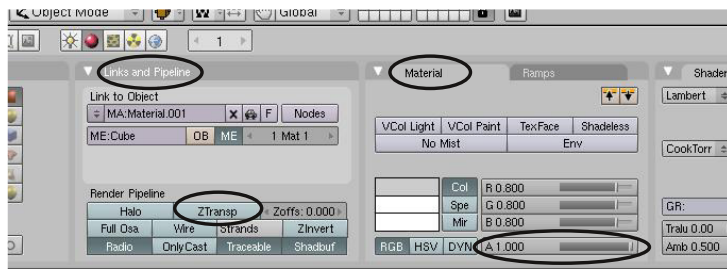 Object Mode Global
1
Links and Pipeline Material Ramps Shader
Link to Object
MA:Material.001 X F Nodes
ME:Cube OB ME 1 Mat 1
Render Pipeline
Halo ZTransp Zoffs: 0.000
Full Osa Wire Strands ZInvert
Radio OnlyCast Traceable Shadbuf
VCol Light VCol Paint TexFace Shadeless
No Mist Env
Col R 0.800
Spe G 0.800
Mir B 0.800
RGB HSV DYN A 1.000
Lambert
CookTorr
GR:
Tralu 0.00
Amb 0.500